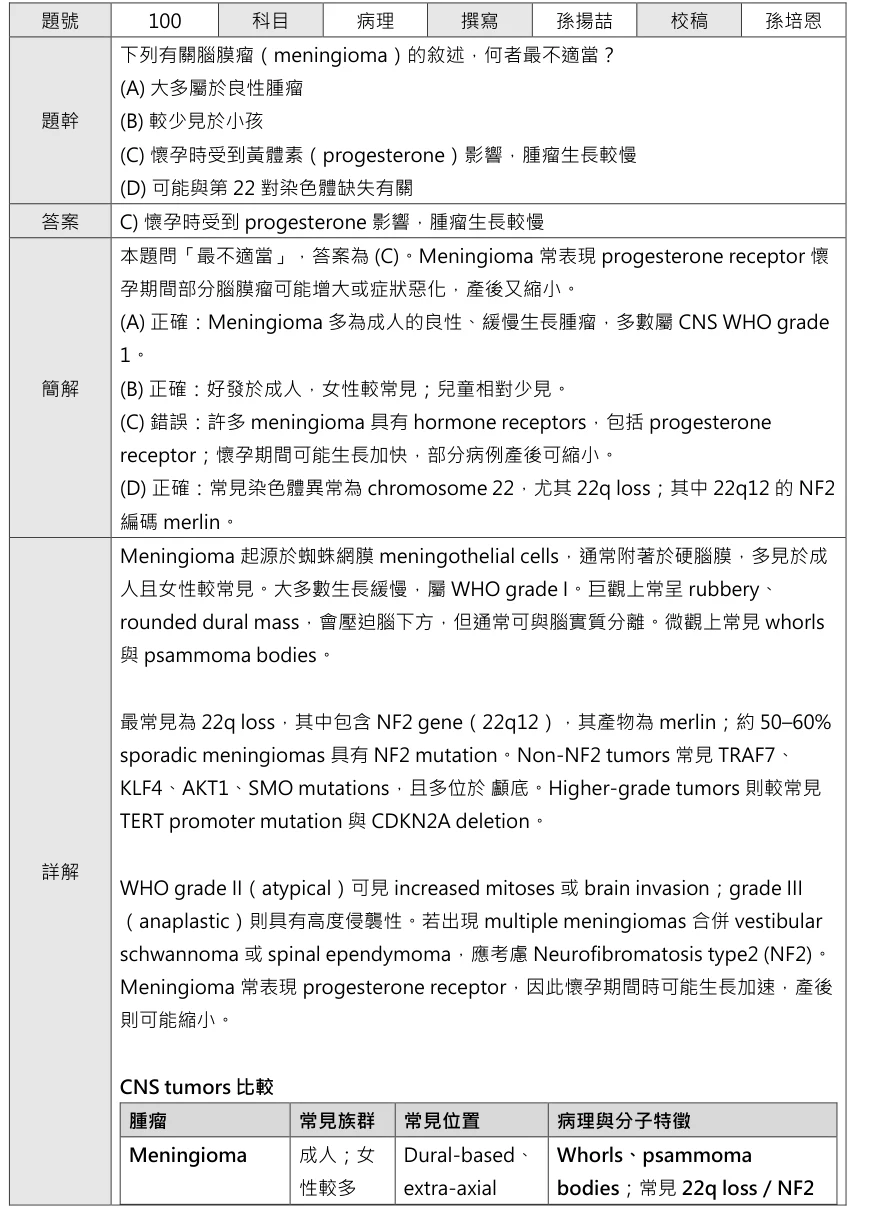 題號 100 科目 病理 撰寫 孫揚喆 校稿 孫培恩
下列有關腦膜瘤（meningioma）的敘述，何者最不適當？
(A) 大多屬於良性腫瘤
(B) 較少見於小孩
題幹
(C) 懷孕時受到黃體素（progesterone）影響，腫瘤生長較慢
(D) 可能與第 22 對染色體缺失有關
答案 C) 懷孕時受到 progesterone 影響，腫瘤生長較慢
本題問「最不適當」，答案為 (C)。Meningioma 常表現 progesterone receptor 懷
孕期間部分腦膜瘤可能增大或症狀惡化，產後又縮小。
(A) 正確：Meningioma 多為成人的良性、緩慢生長腫瘤，多數屬 CNS WHO grade
1。
簡解
(B) 正確：好發於成人，女性較常見；兒童相對少見。
(C) 錯誤：許多 meningioma 具有 hormone receptors，包括 progesterone
receptor；懷孕期間可能生長加快，部分病例產後可縮小。
(D) 正確：常見染色體異常為 chromosome 22，尤其 22q loss；其中 22q12 的 NF2
編碼 merlin。
Meningioma 起源於蜘蛛網膜 meningothelial cells，通常附著於硬腦膜，多見於成
人且女性較常見。大多數生長緩慢，屬 WHO grade I。巨觀上常呈 rubbery、
rounded dural mass，會壓迫腦下方，但通常可與腦實質分離。微觀上常見 whorls
與 psammoma bodies。
最常見為 22q loss，其中包含 NF2 gene（22q12），其產物為 merlin；約 50–60%
sporadic meningiomas 具有 NF2 mutation。Non-NF2 tumors 常見 TRAF7、
KLF4、AKT1、SMO mutations，且多位於 顱底。Higher-grade tumors 則較常見
TERT promoter mutation 與 CDKN2A deletion。
詳解
WHO grade II（atypical）可見 increased mitoses 或 brain invasion；grade III
（anaplastic）則具有高度侵襲性。若出現 multiple meningiomas 合併 vestibular
schwannoma 或 spinal ependymoma，應考慮 Neurofibromatosis type2 (NF2)。
Meningioma 常表現 progesterone receptor，因此懷孕期間時可能生長加速，產後
則可能縮小。
CNS tumors 比較
腫瘤 常見族群 常見位置 病理與分子特徵
Meningioma 成人；女 Dural-based、 Whorls、psammoma
性較多 extra-axial bodies；常見 22q loss / NF2